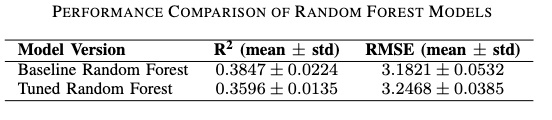 PERFORMANCE COMPARISON OF RANDOM FOREST MODELS
Model Version R² (mean ± std) RMSE (mean ± std)
Baseline Random Forest 0.3847 ± 0.0224 3.1821 ± 0.0532
Tuned Random Forest 0.3596 ± 0.0135 3.2468 ± 0.0385